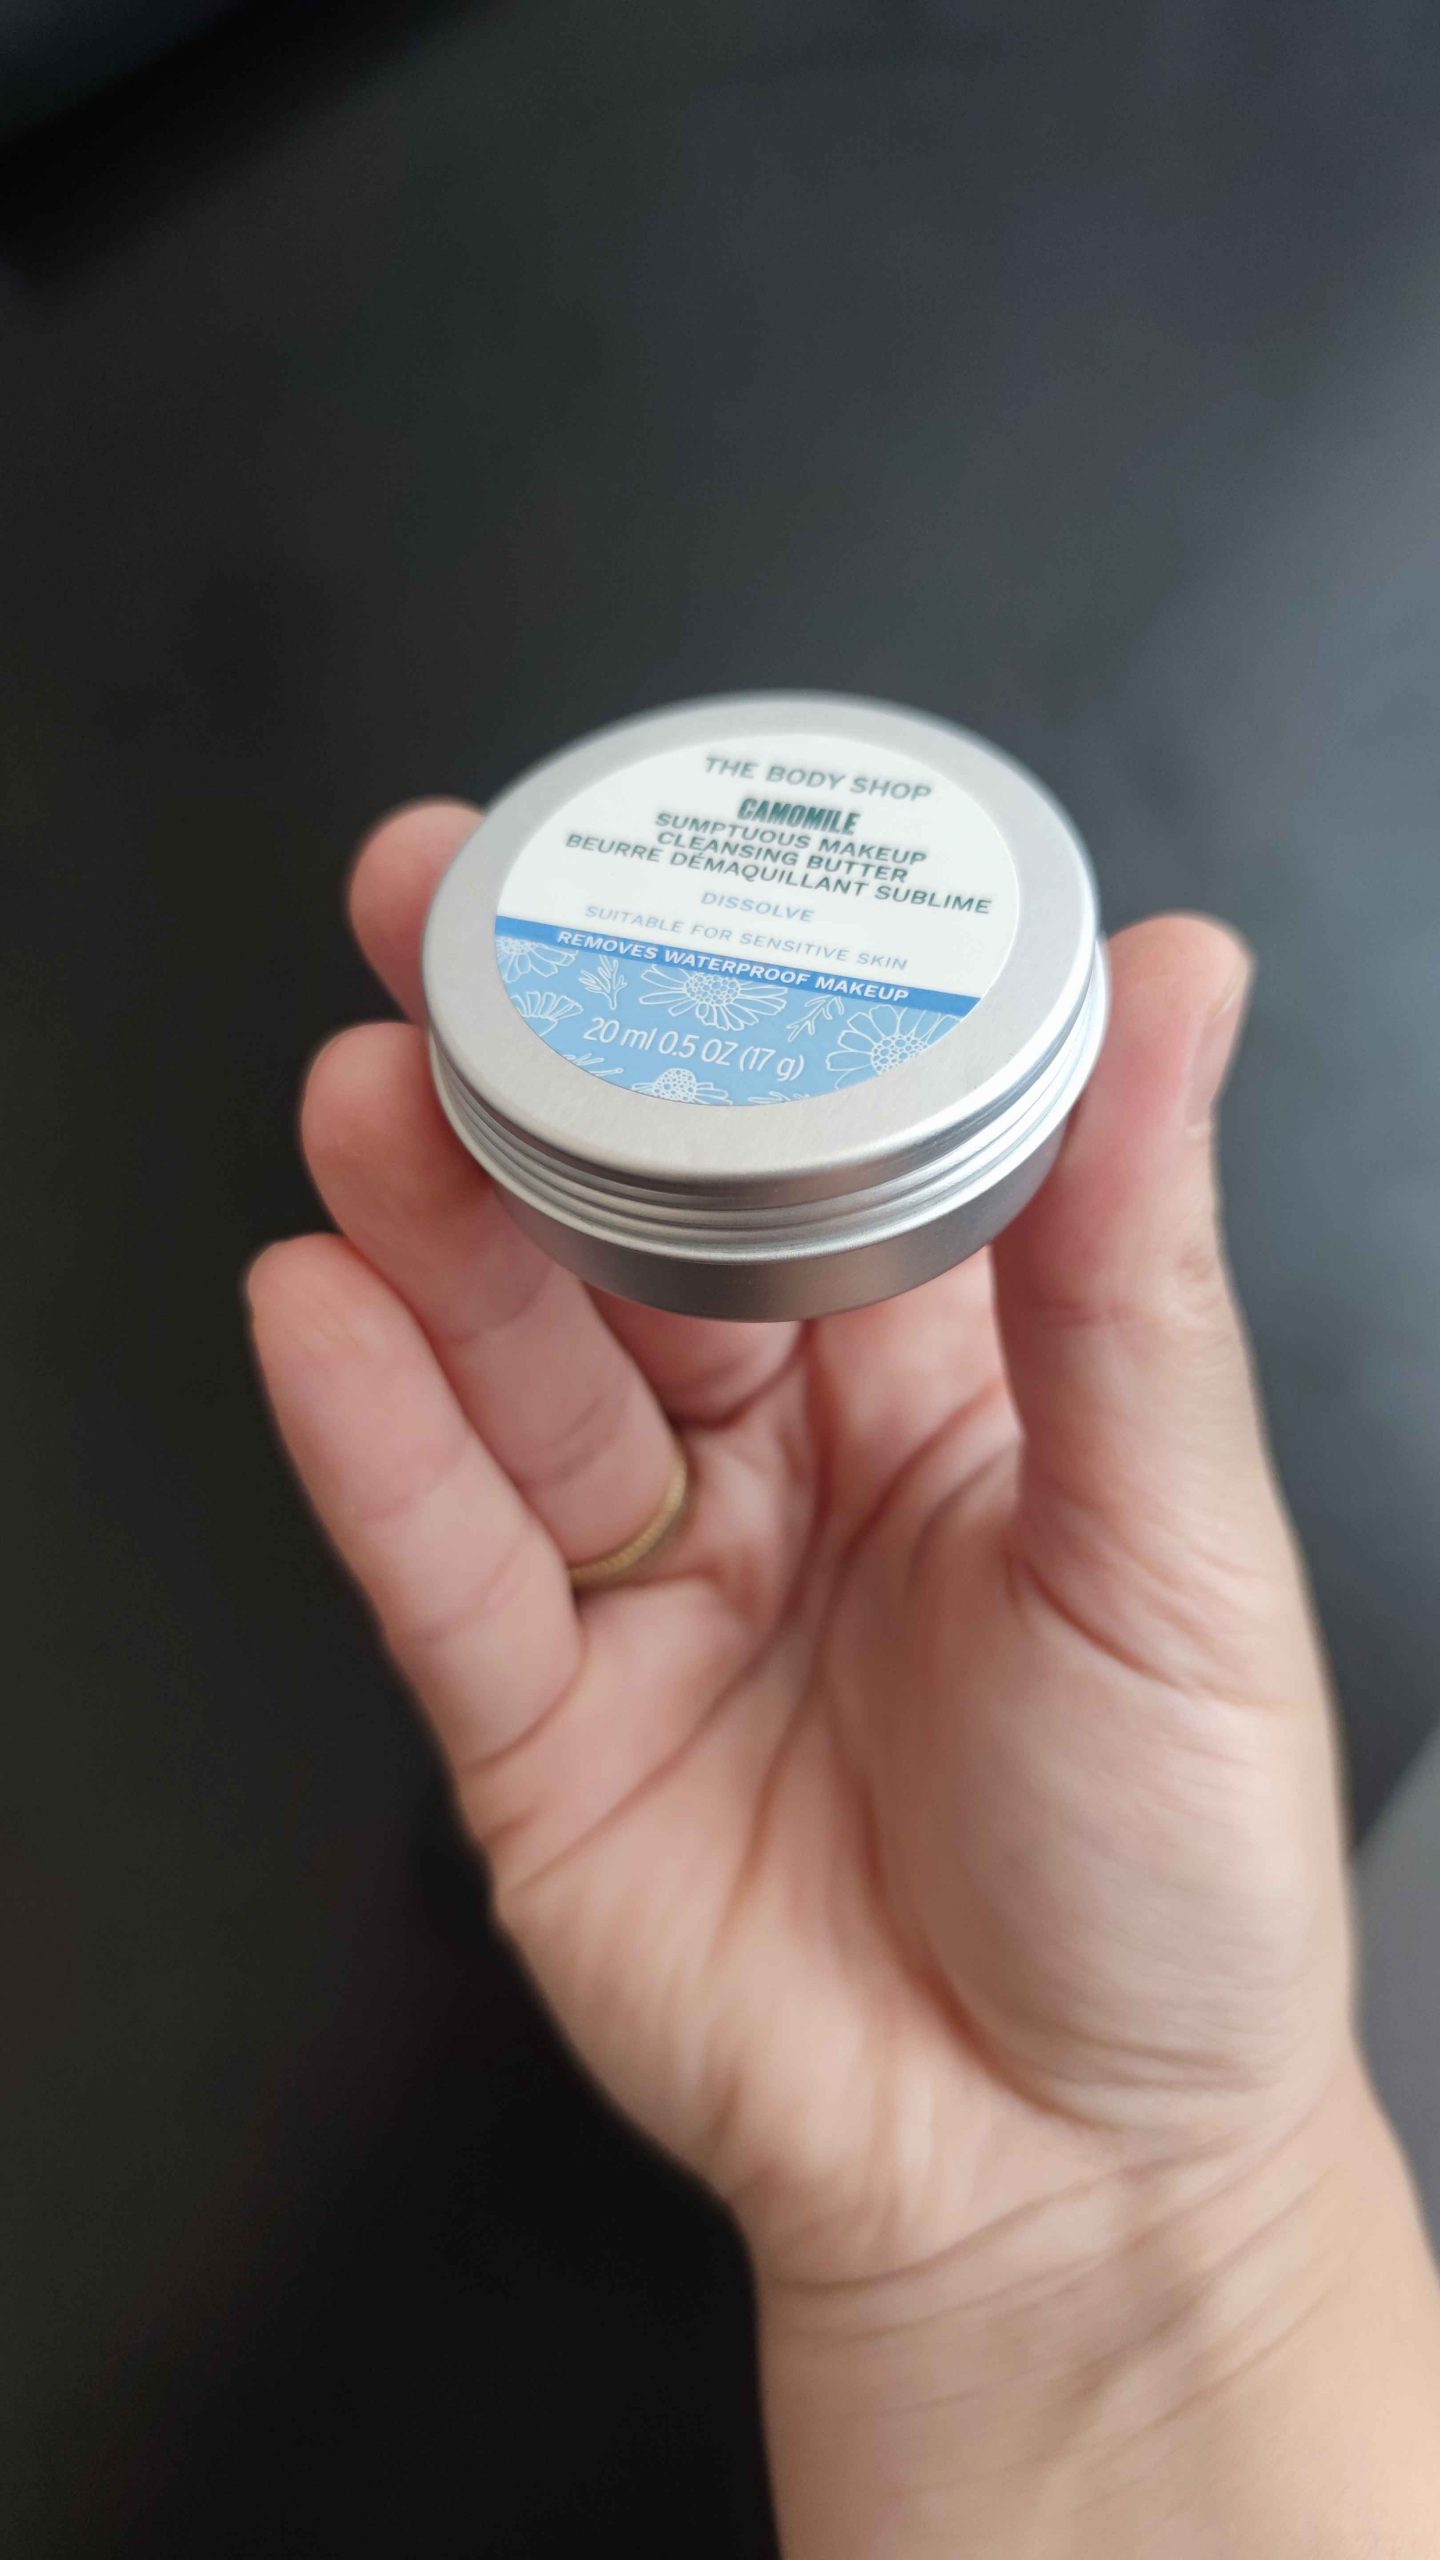 THE BODY SHOP
CAMOMILE
SUMPTUOUS MAKEUP
CLEANSING BUTTER
BEURRE DÉMAQUILLANT SUBLIME
DISSOLVE
SUITABLE FOR SENSITIVE SKIN
REMOVES WATERPROOF MAKEUP
20 ml 0.5 OZ (17 g)